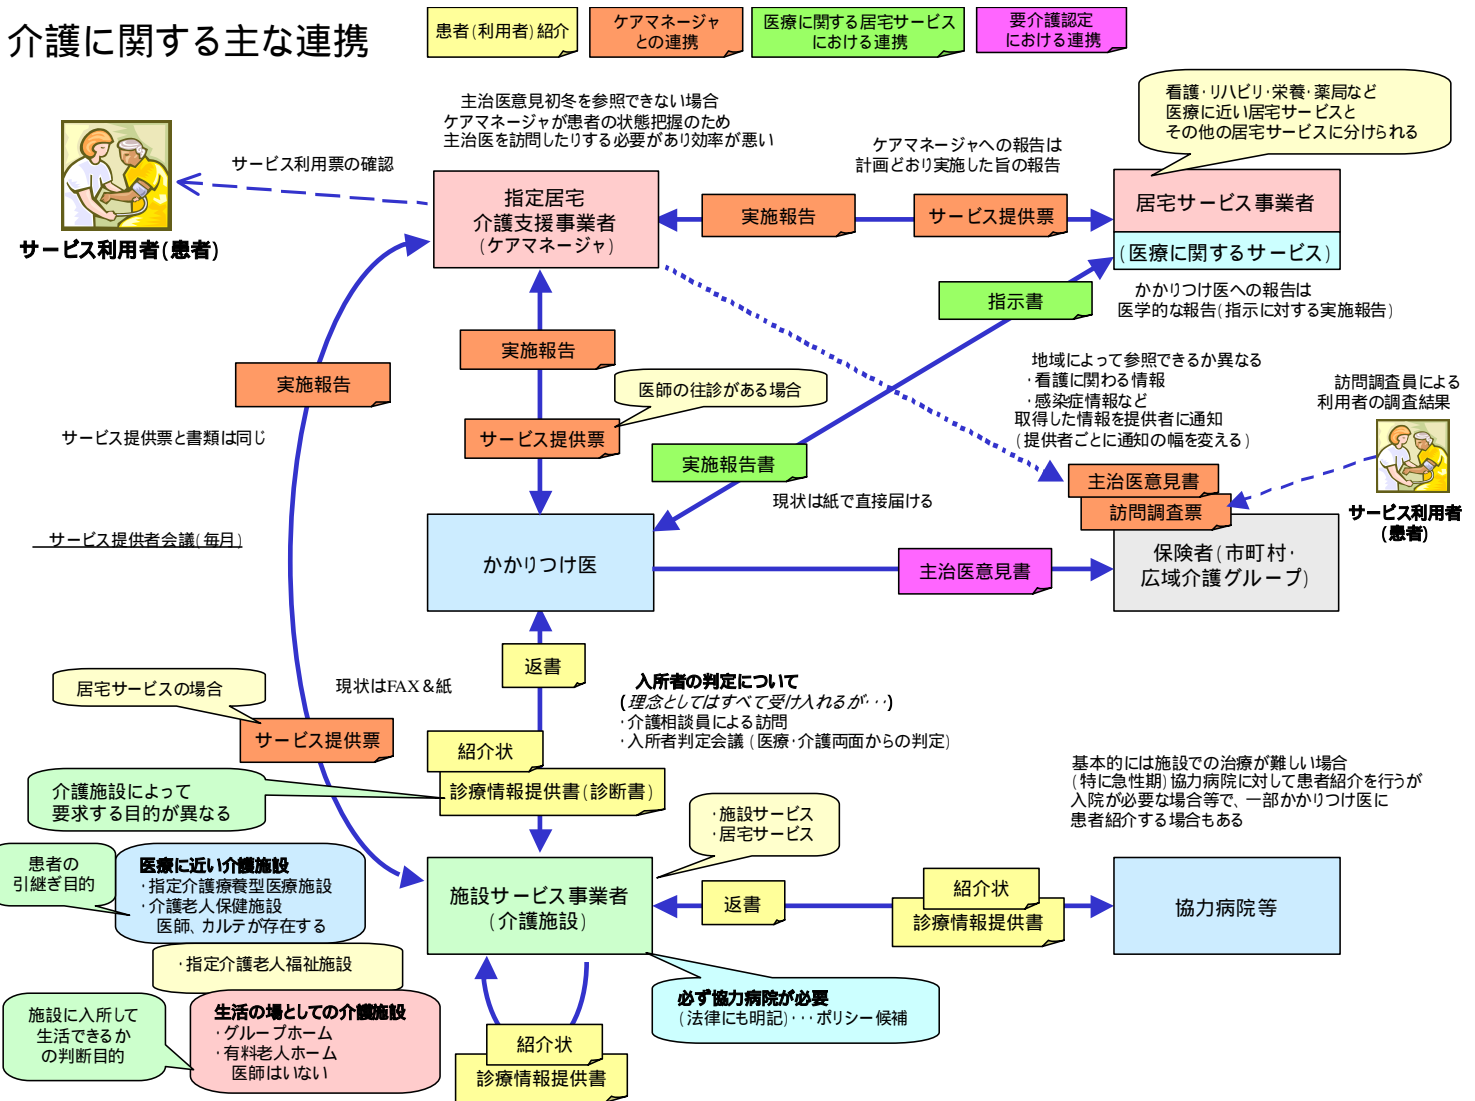 介護に関する主な連携
患者(利用者)紹介
ケアマネージャ
との連携
医療に関する居宅サービス
における連携
要介護認定
における連携
看護・リハビリ・栄養・薬局など
医療に近い居宅サービスと
その他の居宅サービスに分けられる
主治医意見初冬を参照できない場合
ケアマネージャが患者の状態把握のため
主治医を訪問したりする必要があり効率が悪い
ケアマネージャへの報告は
計画どおり実施した旨の報告
サービス利用票の確認
サービス利用者(患者)
指定居宅
介護支援事業者
(ケアマネージャ)
実施報告
サービス提供票
居宅サービス事業者
(医療に関するサービス)
指示書
かかりつけ医への報告は
医学的な報告(指示に対する実施報告)
実施報告
実施報告
医師の往診がある場合
サービス提供票
地域によって参照できるか異なる
・看護に関わる情報
・感染症情報など
取得した情報を提供者に通知
(提供者ごとに通知の幅を変える)
訪問調査員による
利用者の調査結果
サービス提供票と書類は同じ
実施報告書
現状は紙で直接届ける
主治医意見書
訪問調査票
サービス利用者
(患者)
サービス提供者会議(毎月)
かかりつけ医
主治医意見書
保険者(市町村・
広域介護グループ)
返書
居宅サービスの場合
現状はFAX&紙
サービス提供票
入所者の判定について
(理念としてはすべて受け入れるが・・・)
・介護相談員による訪問
・入所者判定会議(医療・介護両面からの判定)
紹介状
診療情報提供書(診断書)
介護施設によって
要求する目的が異なる
・施設サービス
・居宅サービス
基本的には施設での治療が難しい場合
(特に急性期)協力病院に対して患者紹介を行うが
入院が必要な場合等で、一部かかりつけ医に
患者紹介する場合もある
患者の
引継ぎ目的
医療に近い介護施設
・指定介護療養型医療施設
・介護老人保健施設
医師、カルテが存在する
施設サービス事業者
(介護施設)
返書
紹介状
診療情報提供書
協力病院等
・指定介護老人福祉施設
施設に入所して
生活できるか
の判断目的
生活の場としての介護施設
・グループホーム
・有料老人ホーム
医師はいない
必ず協力病院が必要
(法律にも明記)・・・ポリシー候補
紹介状
診療情報提供書